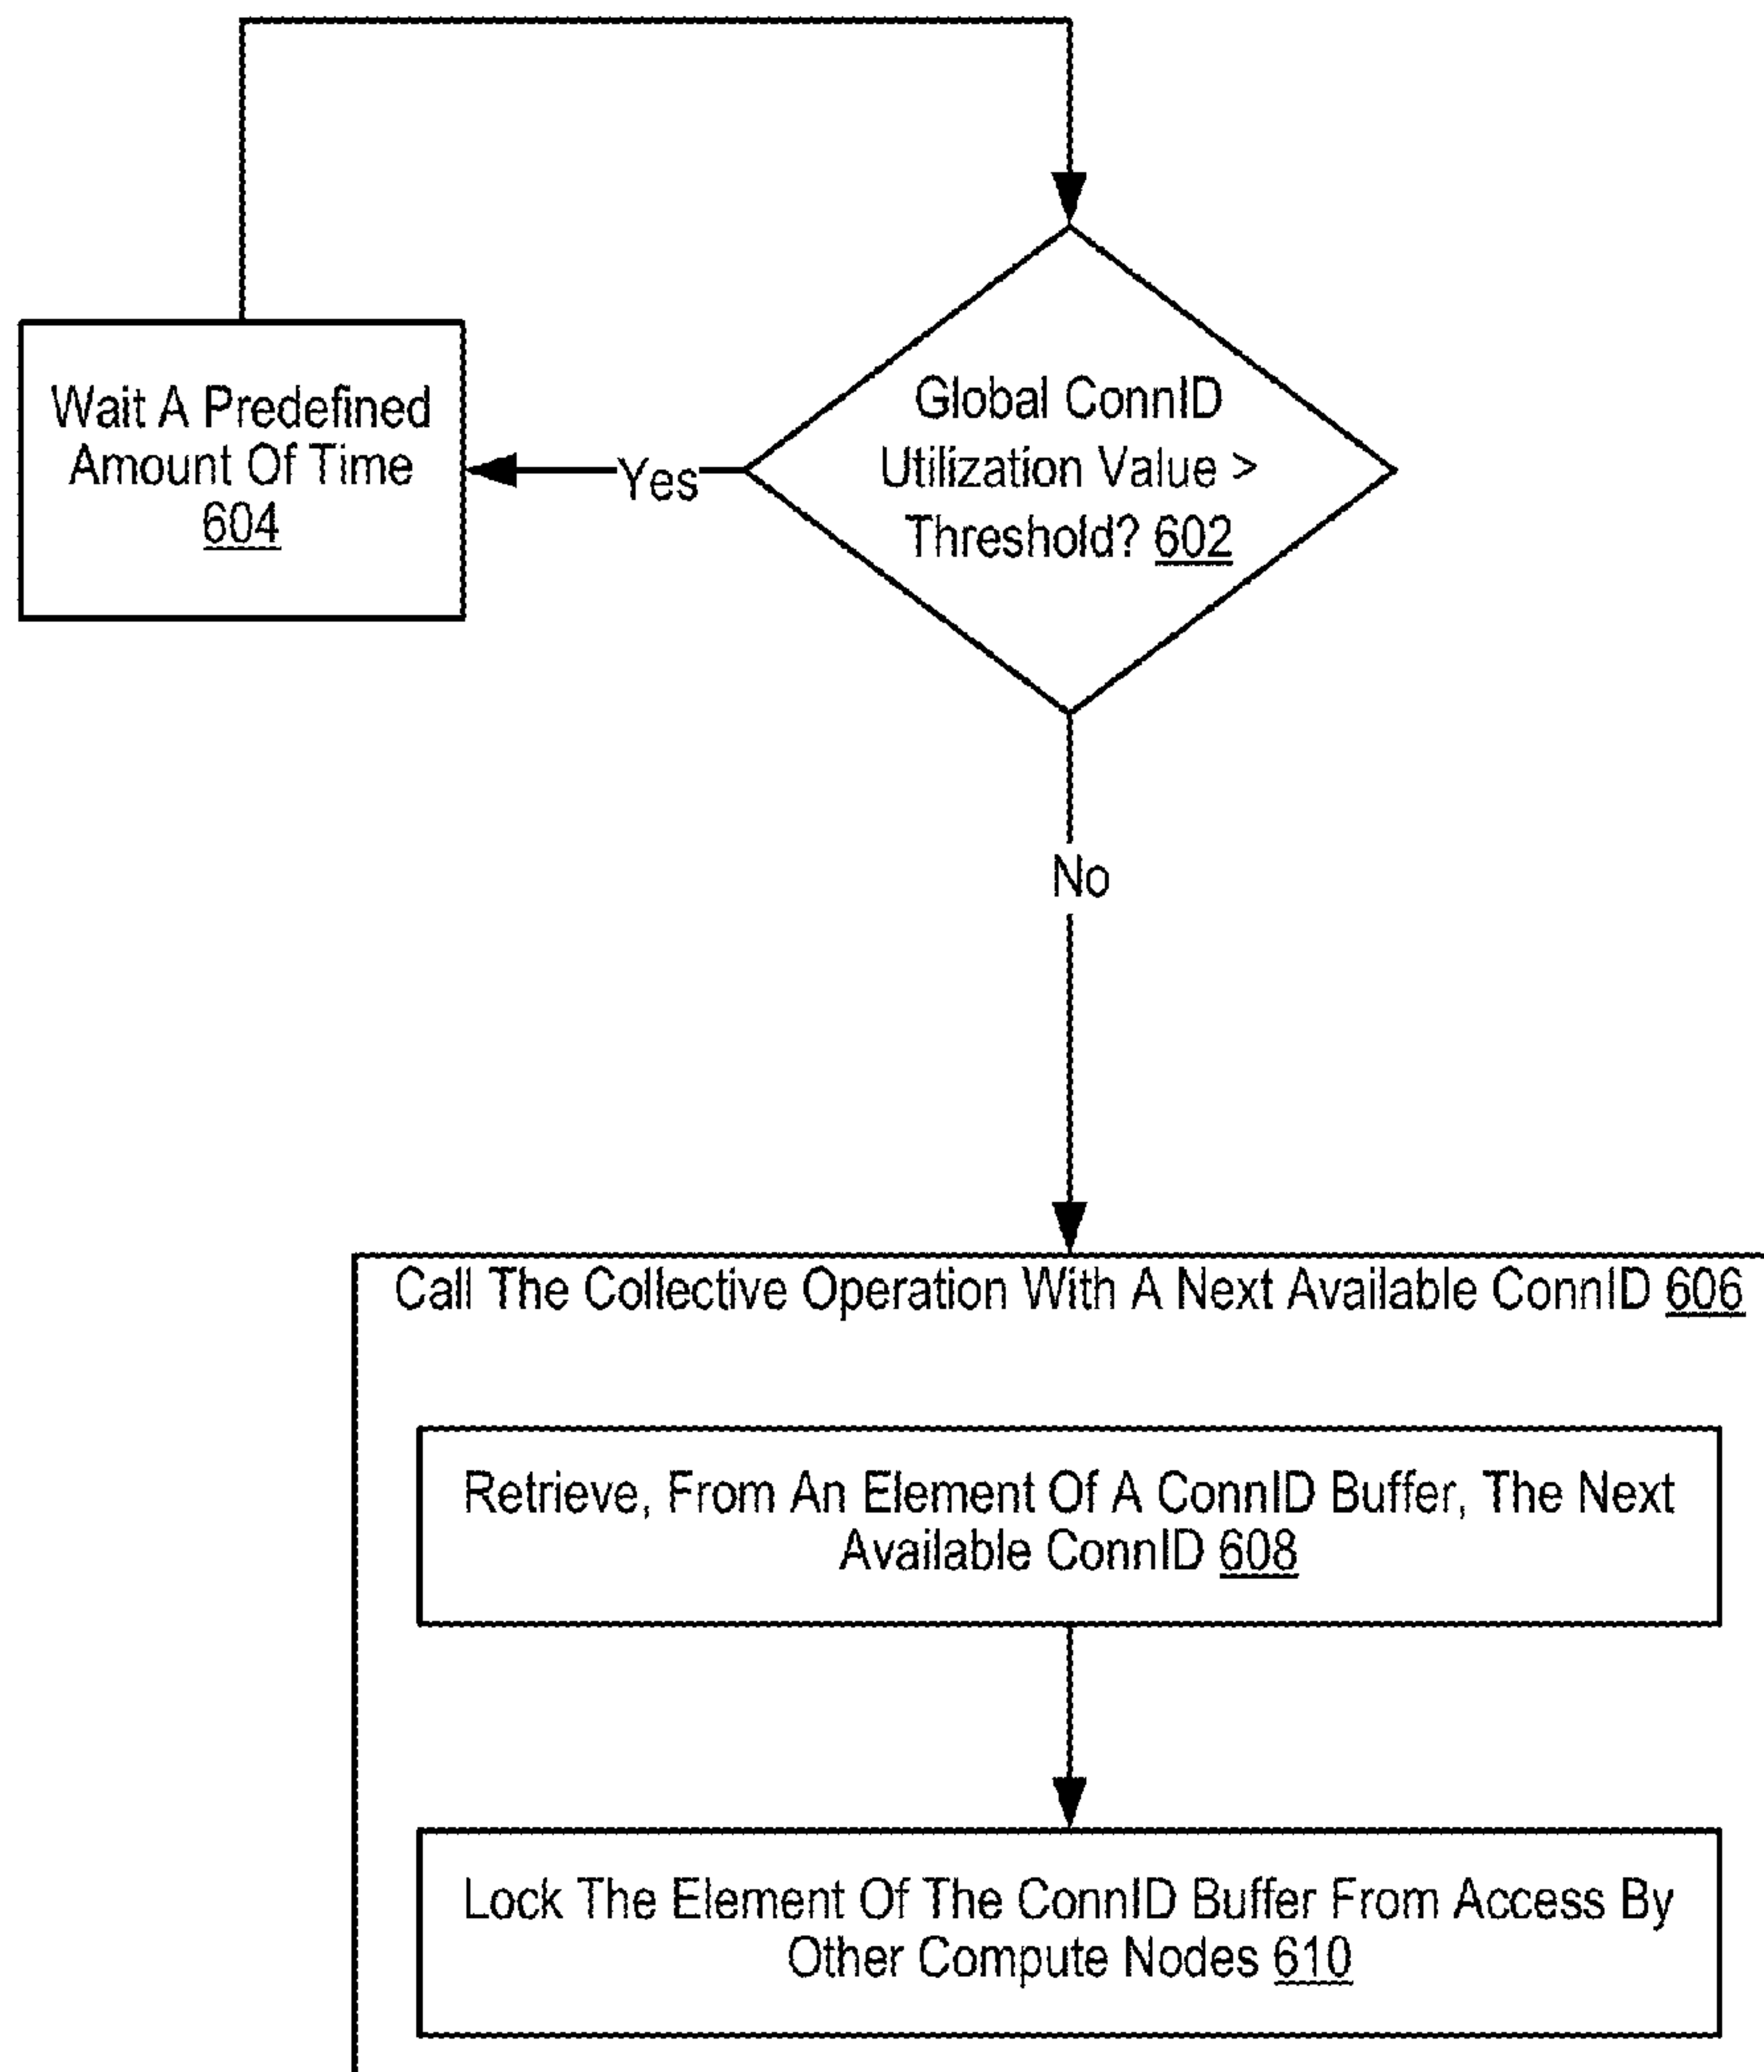 Global ConnID
Utilization Value >
Threshold? 602
Wait A Predefined
Amount Of Time
604
Yes
No
Call The Collective Operation With A Next Available ConnID 606
Retrieve, From An Element Of A ConnID Buffer, The Next
Available ConnID 608
Lock The Element Of The ConnID Buffer From Access By
Other Compute Nodes 610